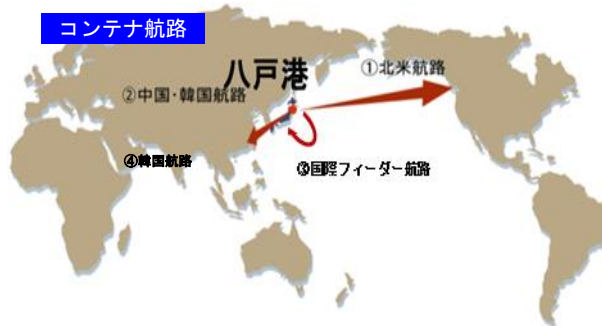 コンテナ航路
八戸港
①北米航路
②中国・韓国航路
④韓国航路
③国際フィーダー航路